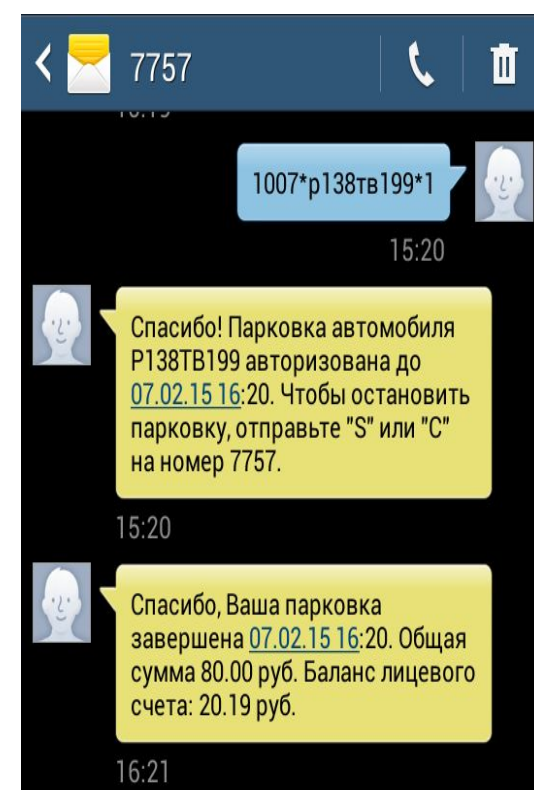 7757
1007*р138тв199*1
15:20
Спасибо! Парковка автомобиля
Р138ТВ199 авторизована до
07.02.15 16:20. Чтобы остановить
парковку, отправьте "S" или "С"
на номер 7757.
15:20
Спасибо, Ваша парковка
завершена 07.02.15 16:20. Общая
сумма 80.00 руб. Баланс лицевого
счета: 20.19 руб.
16:21